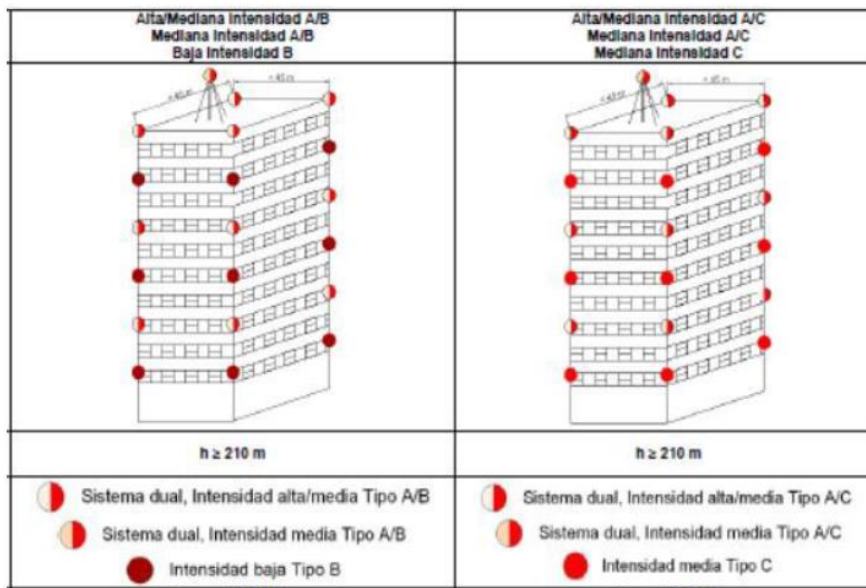 Alta/Mediana Intensidad A/B
Mediana Intensidad A/B
Baja Intensidad B
Alta/Mediana Intensidad A/C
Mediana Intensidad A/C
Mediana Intensidad C
< 45 m
< 45 m
h ≥ 210 m
h ≥ 210 m
Sistema dual, Intensidad alta/media Tipo A/B
Sistema dual, Intensidad media Tipo A/B
Intensidad baja Tipo B
Sistema dual, Intensidad alta/media Tipo A/C
Sistema dual, Intensidad media Tipo A/C
Intensidad media Tipo C